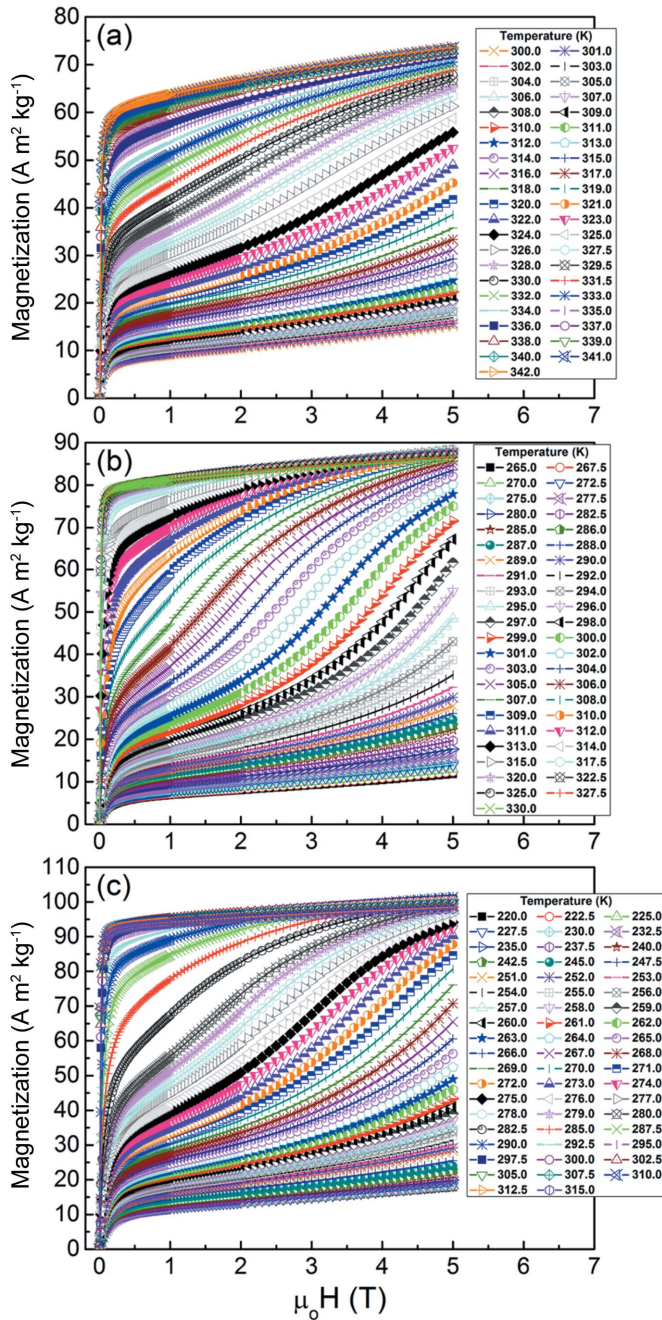 (a)
80
70
60
50
40
30
20
10
0
Magnetization (A m² kg⁻¹)
0 1 2 3 4 5 6 7
Temperature (K)
300.0 301.0
302.0 303.0
304.0 305.0
306.0 307.0
308.0 309.0
310.0 311.0
312.0 313.0
314.0 315.0
316.0 317.0
318.0 319.0
320.0 321.0
322.0 323.0
324.0 325.0
326.0 327.5
328.0 329.5
330.0 331.5
332.0 333.0
334.0 335.0
336.0 337.0
338.0 339.0
340.0 341.0
342.0
(b)
90
80
70
60
50
40
30
20
10
0
Magnetization (A m² kg⁻¹)
0 1 2 3 4 5 6 7
Temperature (K)
265.0 267.5
270.0 272.5
275.0 277.5
280.0 282.5
285.0 286.0
287.0 288.0
289.0 290.0
291.0 292.0
293.0 294.0
295.0 296.0
297.0 298.0
299.0 300.0
301.0 302.0
303.0 304.0
305.0 306.0
307.0 308.0
309.0 310.0
311.0 312.0
313.0 314.0
315.0 317.5
320.0 322.5
325.0 327.5
330.0
(c)
110
100
90
80
70
60
50
40
30
20
10
0
Magnetization (A m² kg⁻¹)
0 1 2 3 4 5 6 7
μₒH (T)
Temperature (K)
220.0 222.5 225.0
227.5 230.0 232.5
235.0 237.5 240.0
242.5 245.0 247.5
251.0 252.0 253.0
254.0 255.0 256.0
257.0 258.0 259.0
260.0 261.0 262.0
263.0 264.0 265.0
266.0 267.0 268.0
269.0 270.0 271.0
272.0 273.0 274.0
275.0 276.0 277.0
278.0 279.0 280.0
282.5 285.0 287.5
290.0 292.5 295.0
297.5 300.0 302.5
305.0 307.5 310.0
312.5 315.0